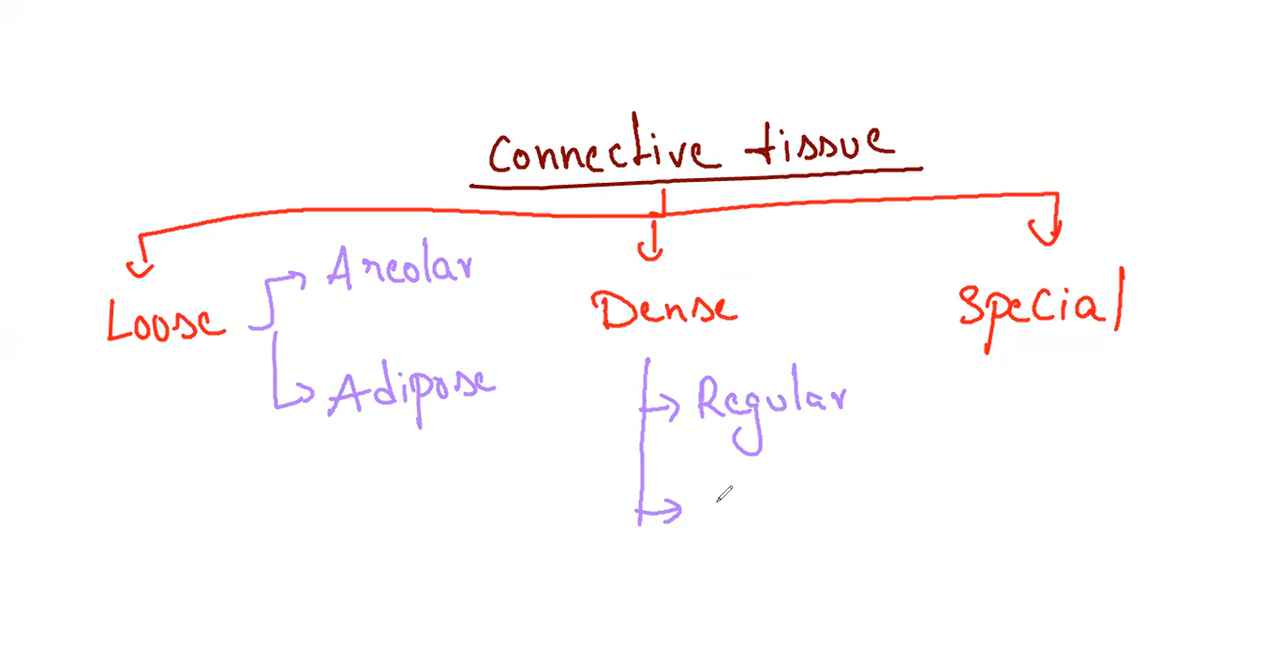 Connective tissue
Areolar
Loose
Dense
Special
Adipose
Regular